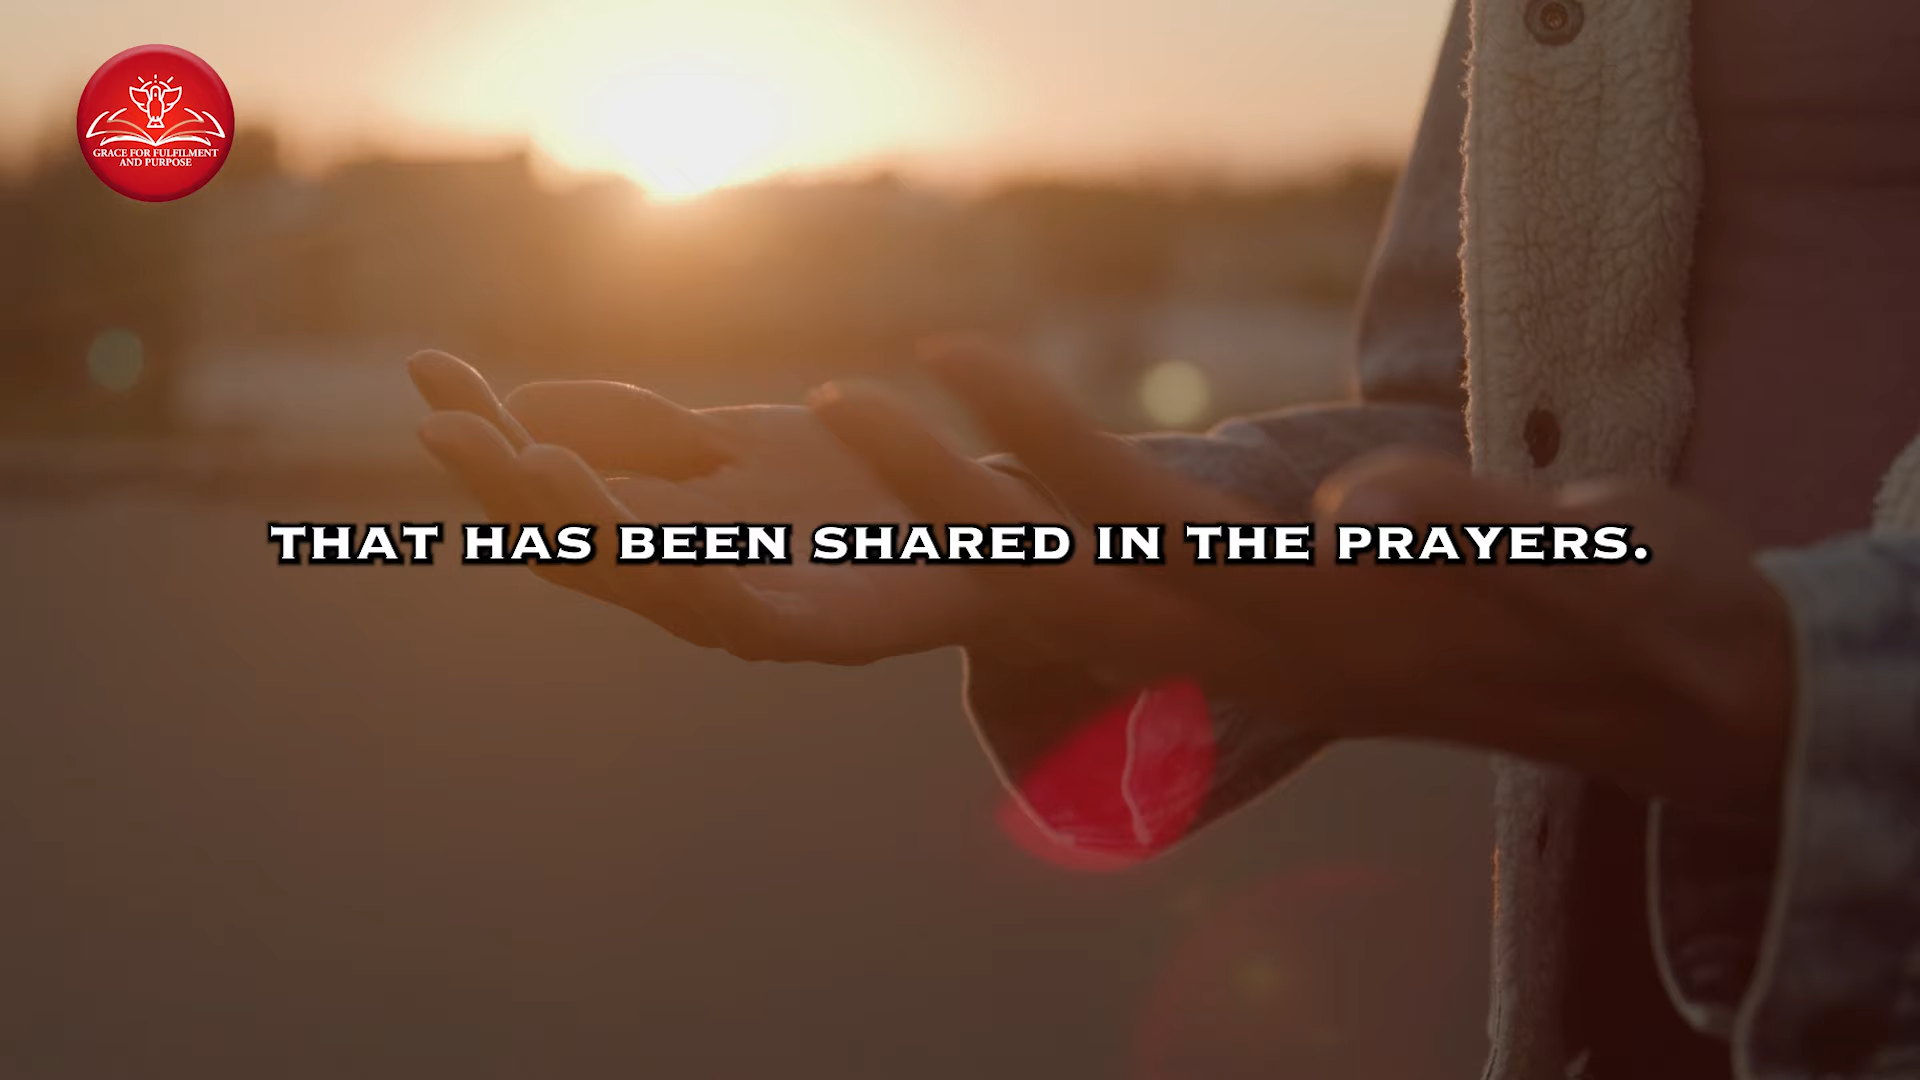 GRACE FOR FULFILMENT
AND PURPOSE
THAT HAS BEEN SHARED IN THE PRAYERS.